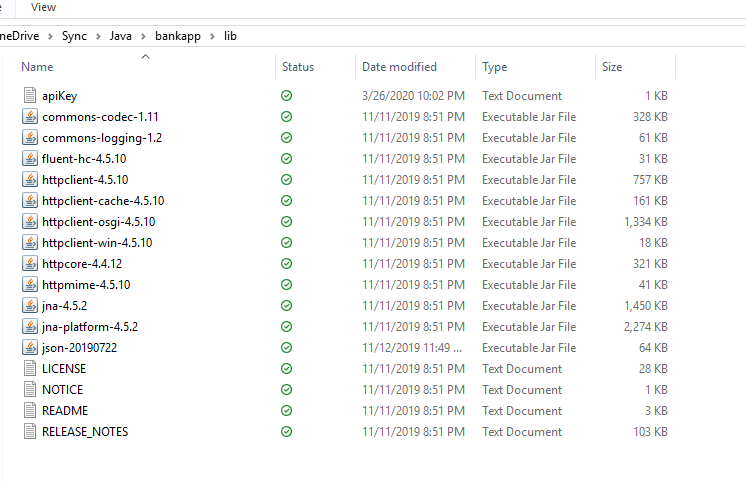 View
neDrive > Sync > Java > bankapp > lib
Name Status Date modified Type Size
apiKey 3/26/2020 10:02 PM Text Document 1 KB
commons-codec-1.11 11/11/2019 8:51 PM Executable Jar File 328 KB
commons-logging-1.2 11/11/2019 8:51 PM Executable Jar File 61 KB
fluent-hc-4.5.10 11/11/2019 8:51 PM Executable Jar File 31 KB
httpclient-4.5.10 11/11/2019 8:51 PM Executable Jar File 757 KB
httpclient-cache-4.5.10 11/11/2019 8:51 PM Executable Jar File 161 KB
httpclient-osgi-4.5.10 11/11/2019 8:51 PM Executable Jar File 1,334 KB
httpclient-win-4.5.10 11/11/2019 8:51 PM Executable Jar File 18 KB
httpcore-4.4.12 11/11/2019 8:51 PM Executable Jar File 321 KB
httpmime-4.5.10 11/11/2019 8:51 PM Executable Jar File 41 KB
jna-4.5.2 11/11/2019 8:51 PM Executable Jar File 1,450 KB
jna-platform-4.5.2 11/11/2019 8:51 PM Executable Jar File 2,274 KB
json-20190722 11/12/2019 11:49 ... Executable Jar File 64 KB
LICENSE 11/11/2019 8:51 PM Text Document 28 KB
NOTICE 11/11/2019 8:51 PM Text Document 1 KB
README 11/11/2019 8:51 PM Text Document 3 KB
RELEASE_NOTES 11/11/2019 8:51 PM Text Document 103 KB